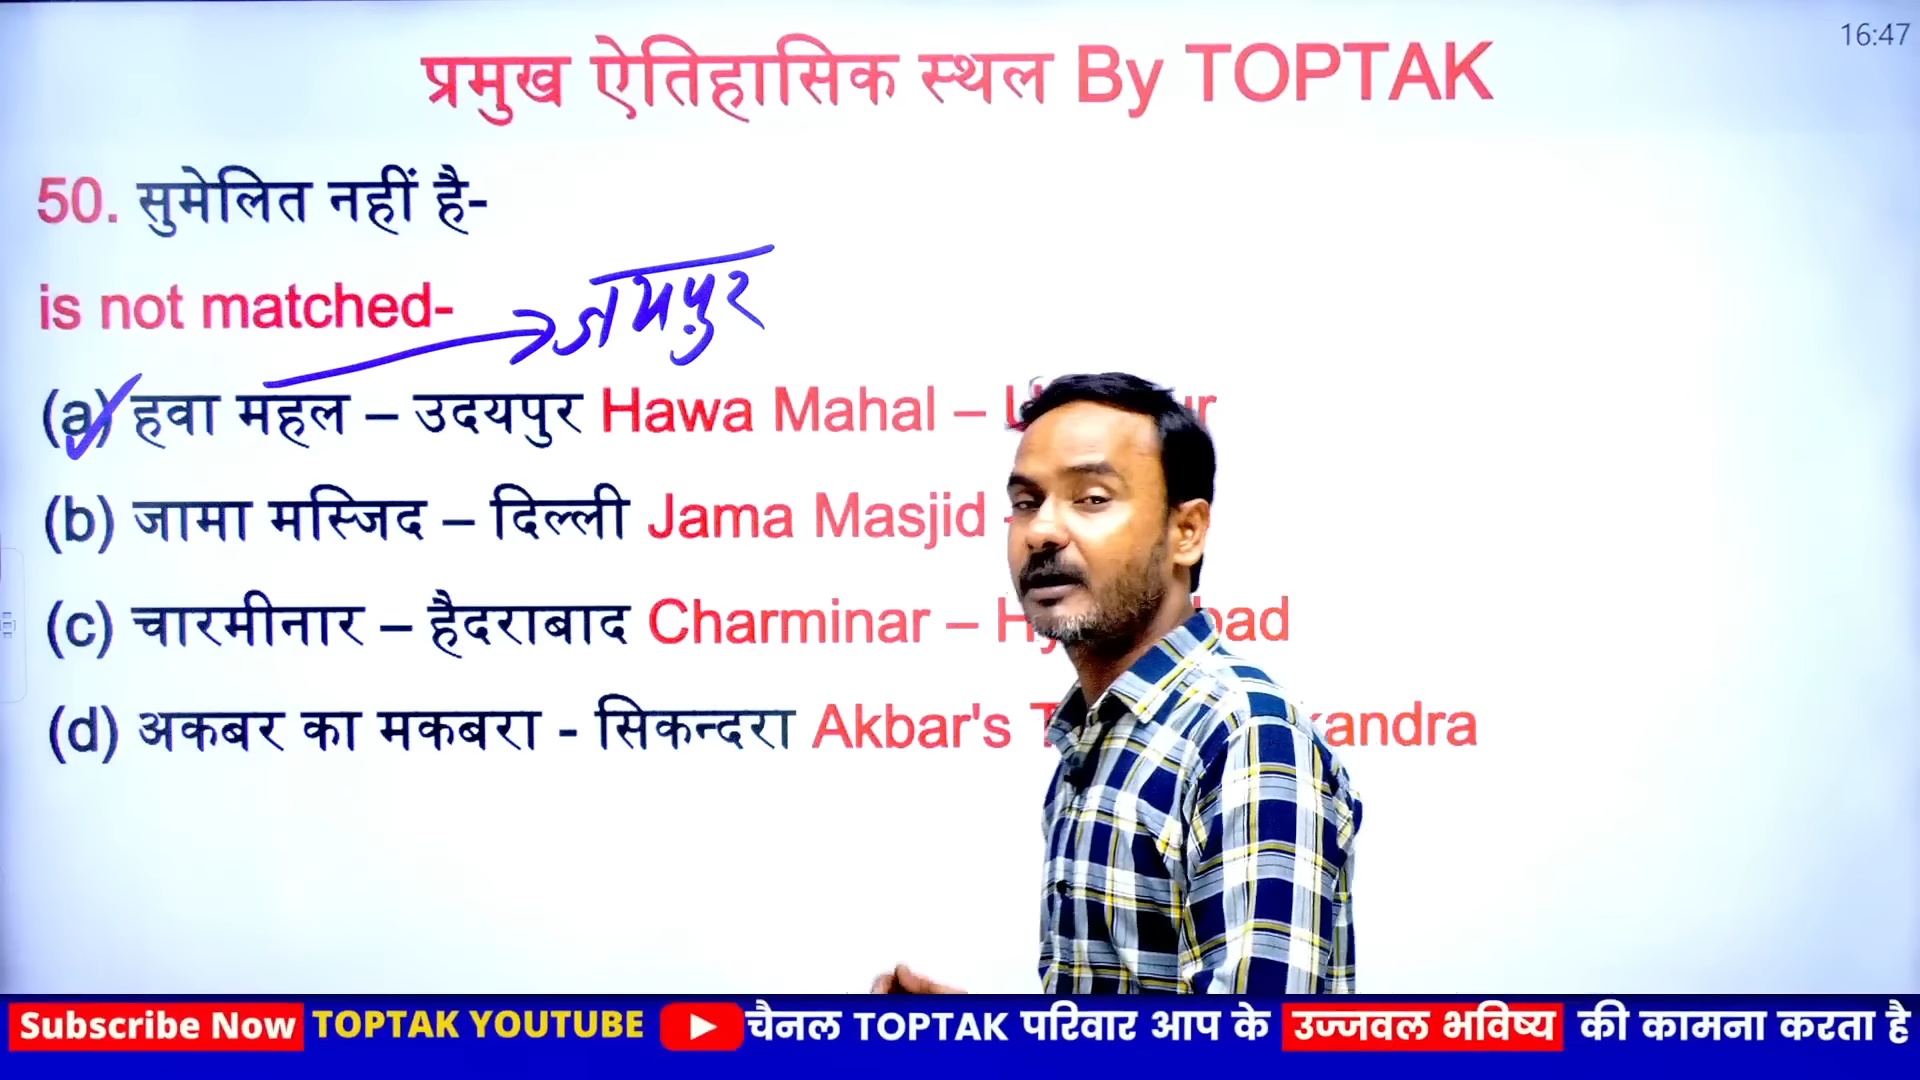 16:47
प्रमुख ऐतिहासिक स्थल By TOPTAK
50. सुमेलित नहीं है-
is not matched-
जयपुर
(a) हवा महल – उदयपुर Hawa Mahal –
(b) जामा मस्जिद – दिल्ली Jama Masjid -
(c) चारमीनार – हैदराबाद Charminar –
(d) अकबर का मकबरा - सिकन्दरा Akbar's
Subscribe Now TOPTAK YOUTUBE चैनल TOPTAK परिवार आप के उज्जवल भविष्य की कामना करता है